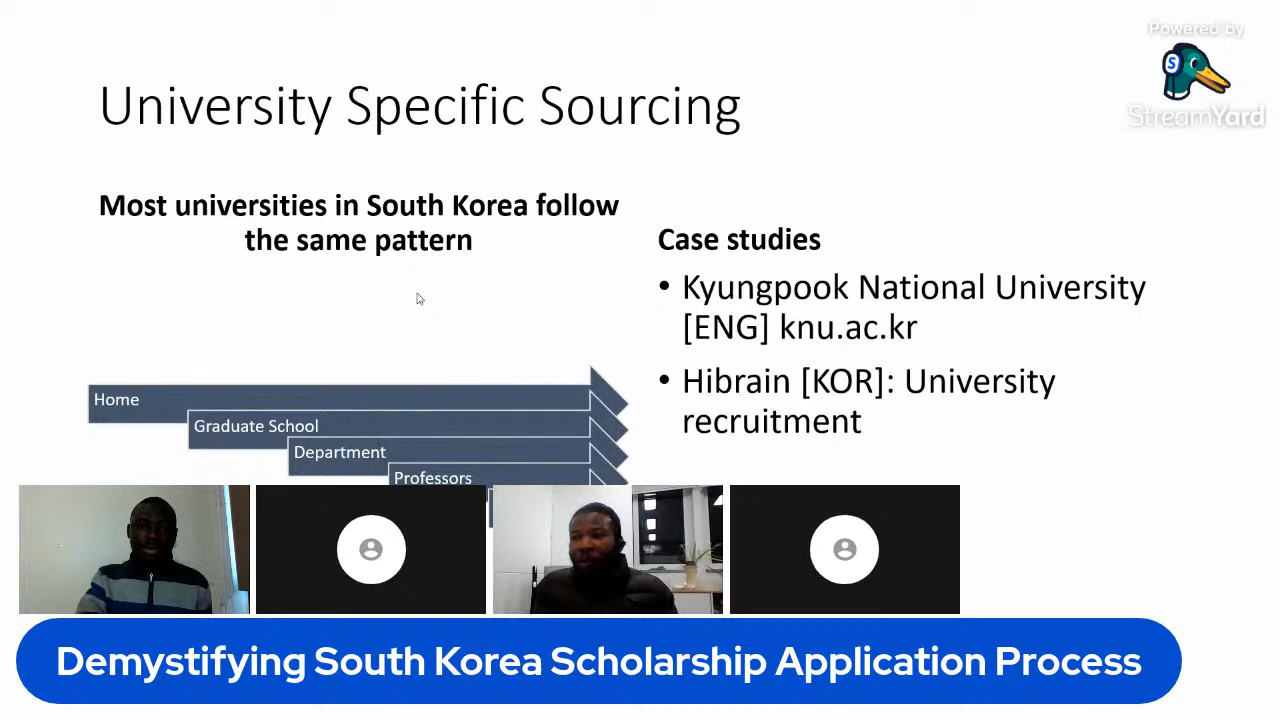 Powered by
StreamYard
University Specific Sourcing
Most universities in South Korea follow
the same pattern
Home
Graduate School
Department
Professors
Case studies
• Kyungpook National University
[ENG] knu.ac.kr
• Hibrain [KOR]: University
recruitment
Demystifying South Korea Scholarship Application Process